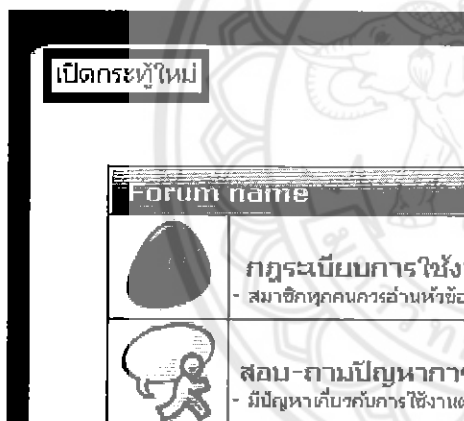 เปิดกระทู้ใหม่
Forum name
กฎระเบียบการใช้ง
- สมาชิกทุกคนควรอ่านหัวข้อ
สอบ-ถามปัญหาการ
- มีปัญหาเกี่ยวกับการใช้งาน